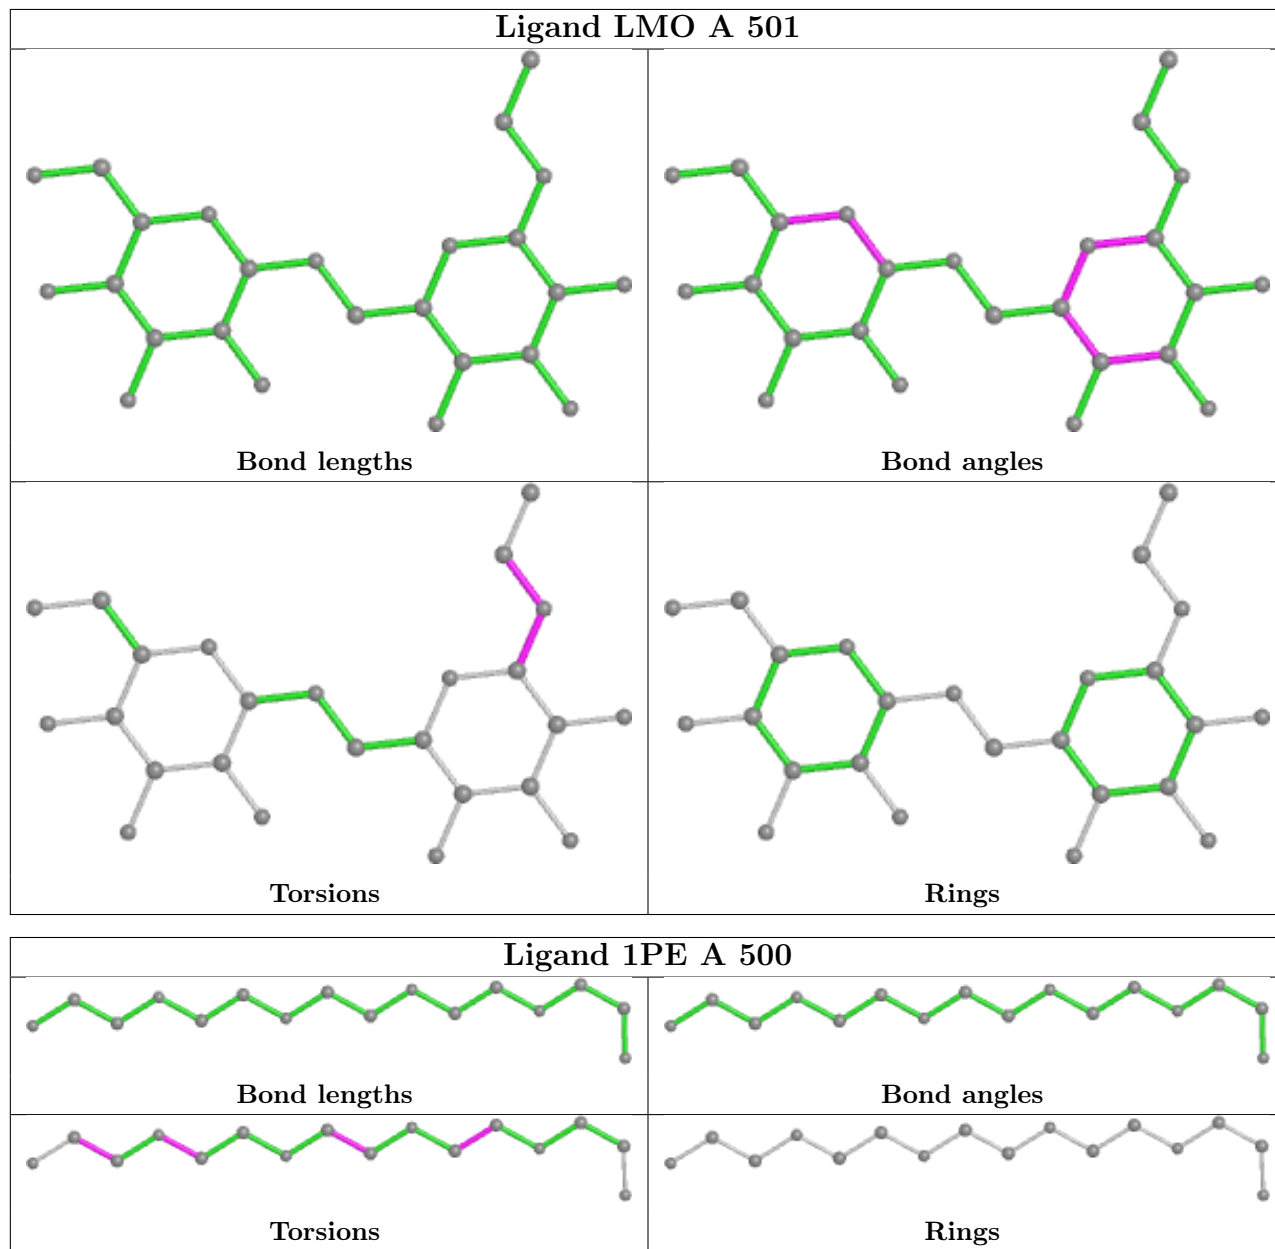 Ligand LMO A 501
Bond lengths
Bond angles
Torsions
Rings
Ligand 1PE A 500
Bond lengths
Bond angles
Torsions
Rings